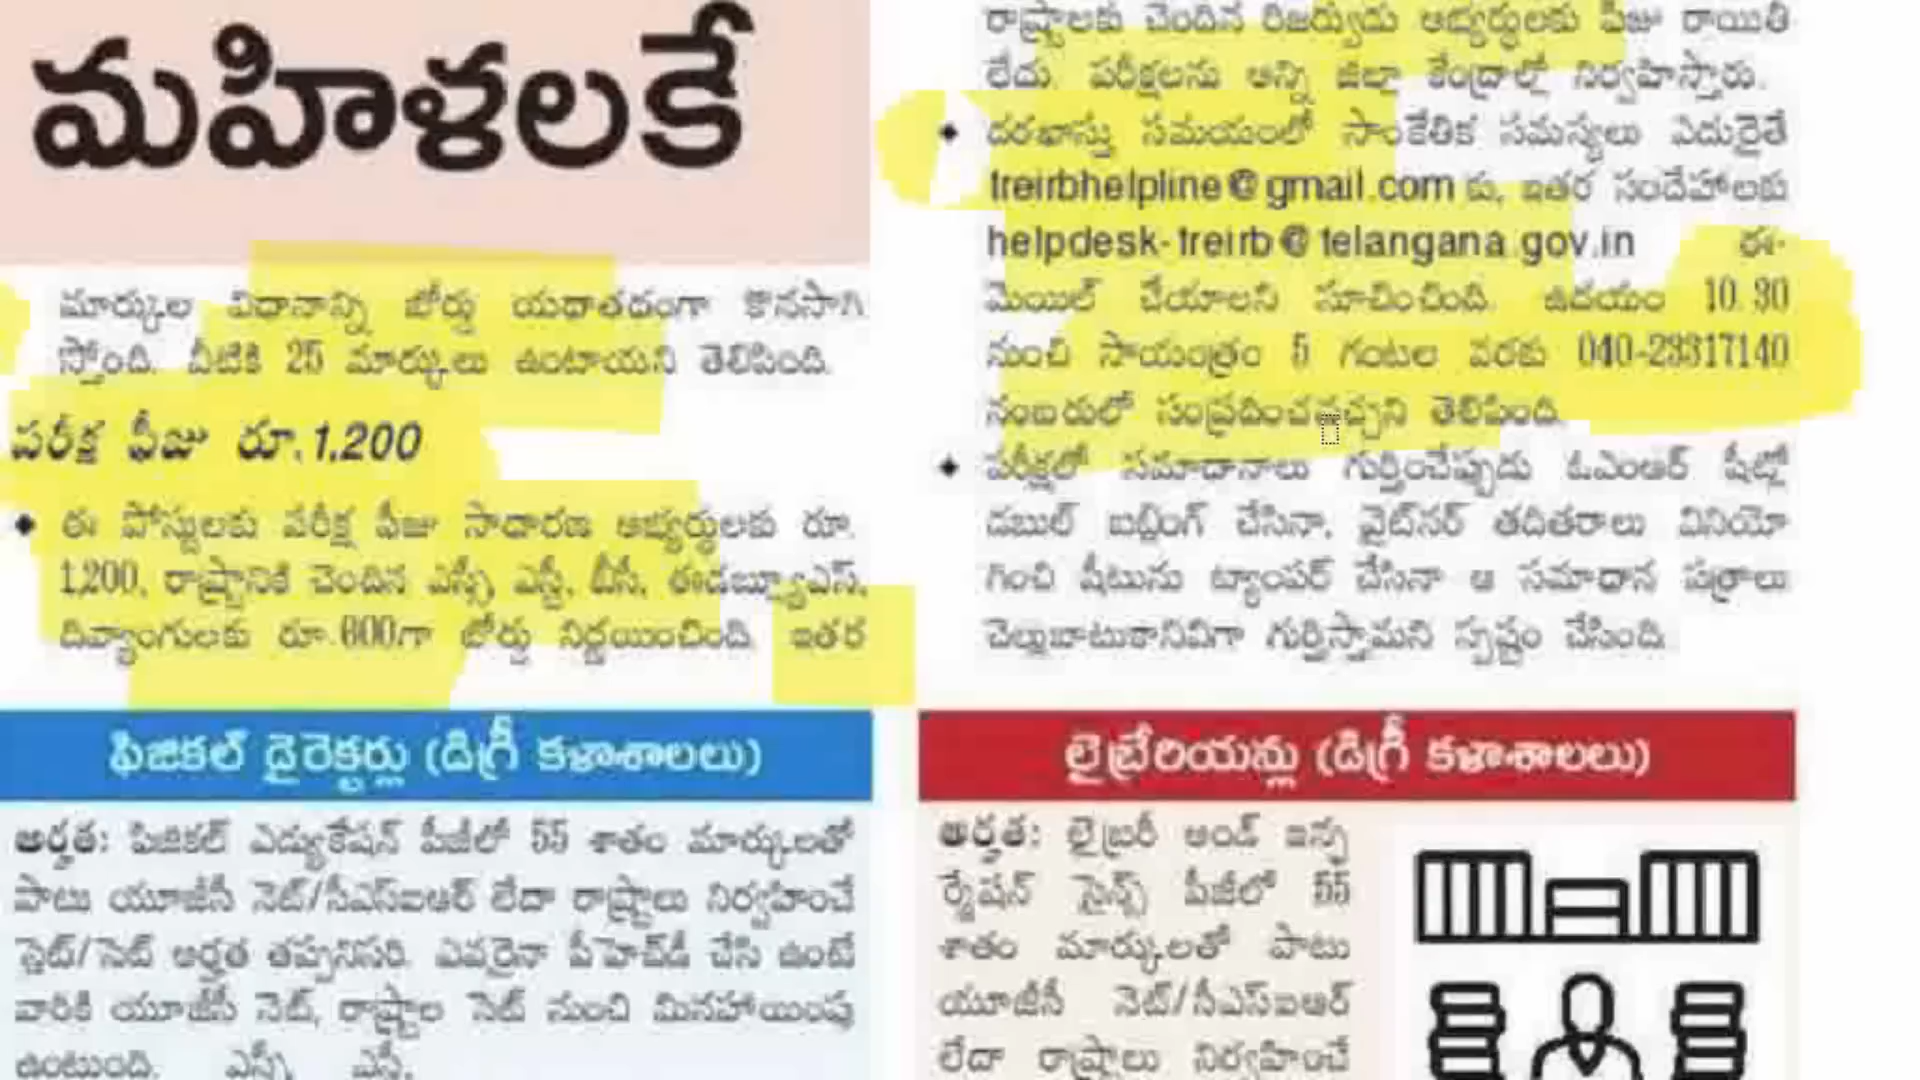 మహిళలకే
మార్కుల విధానాన్ని బోర్డు యథాతథంగా కొనసాగి
స్తోంది. వీటికి 25 మార్కులు ఉంటాయని తెలిపింది.
పరీక్ష ఫీజు రూ.1,200
◆ ఈ పోస్టులకు పరీక్ష ఫీజు సాధారణ అభ్యర్థులకు రూ.
1,200, రాష్ట్రానికి చెందిన ఎస్సీ, ఎస్టీ, బీసీ, ఈడబ్ల్యూఎస్,
దివ్యాంగులకు రూ.600గా బోర్డు నిర్ణయించింది. ఇతర
రాష్ట్రాలకు చెందిన రిజర్వుడు అభ్యర్థులకు ఫీజు రాయితీ
లేదు. పరీక్షలను అన్ని జిల్లా కేంద్రాల్లో నిర్వహిస్తారు.
◆ దరఖాస్తు సమయంలో సాంకేతిక సమస్యలు ఎదురైతే
treirbhelpline@gmail.com కు, ఇతర సందేహాలకు
helpdesk-treirb@telangana.gov.in ఈ-
మెయిల్ చేయాలని సూచించింది. ఉదయం 10.30
నుంచి సాయంత్రం 5 గంటల వరకు 040-23317140
నంబరులో సంప్రదించవచ్చని తెలిపింది.
◆ పరీక్షలో సమాధానాలు గుర్తించేప్పుడు ఓఎంఆర్ షీట్లో
డబుల్ బబ్లింగ్ చేసినా, వైట్‌నర్ తదితరాలు వినియో
గించి షీటును ట్యాంపర్ చేసినా ఆ సమాధాన పత్రాలు
చెల్లుబాటుకానివిగా గుర్తిస్తామని స్పష్టం చేసింది.
ఫిజికల్ డైరెక్టర్లు (డిగ్రీ కళాశాలలు)
అర్హత: ఫిజికల్ ఎడ్యుకేషన్ పీజీలో 55 శాతం మార్కులతో
పాటు యూజీసీ నెట్/సీఎస్ఐఆర్ లేదా రాష్ట్రాలు నిర్వహించే
స్లెట్/సెట్ అర్హత తప్పనిసరి. ఎవరైనా పీహెచ్‌డీ చేసి ఉంటే
వారికి యూజీసీ నెట్, రాష్ట్రాల సెట్ నుంచి మినహాయింపు
ఉంటుంది. ఎస్సీ, ఎస్టీ,
లైబ్రేరియన్లు (డిగ్రీ కళాశాలలు)
అర్హత: లైబ్రరీ అండ్ ఇన్ఫ
ర్మేషన్ సైన్స్ పీజీలో 55
శాతం మార్కులతో పాటు
యూజీసీ నెట్/సీఎస్ఐఆర్
లేదా రాష్ట్రాలు నిర్వహించే